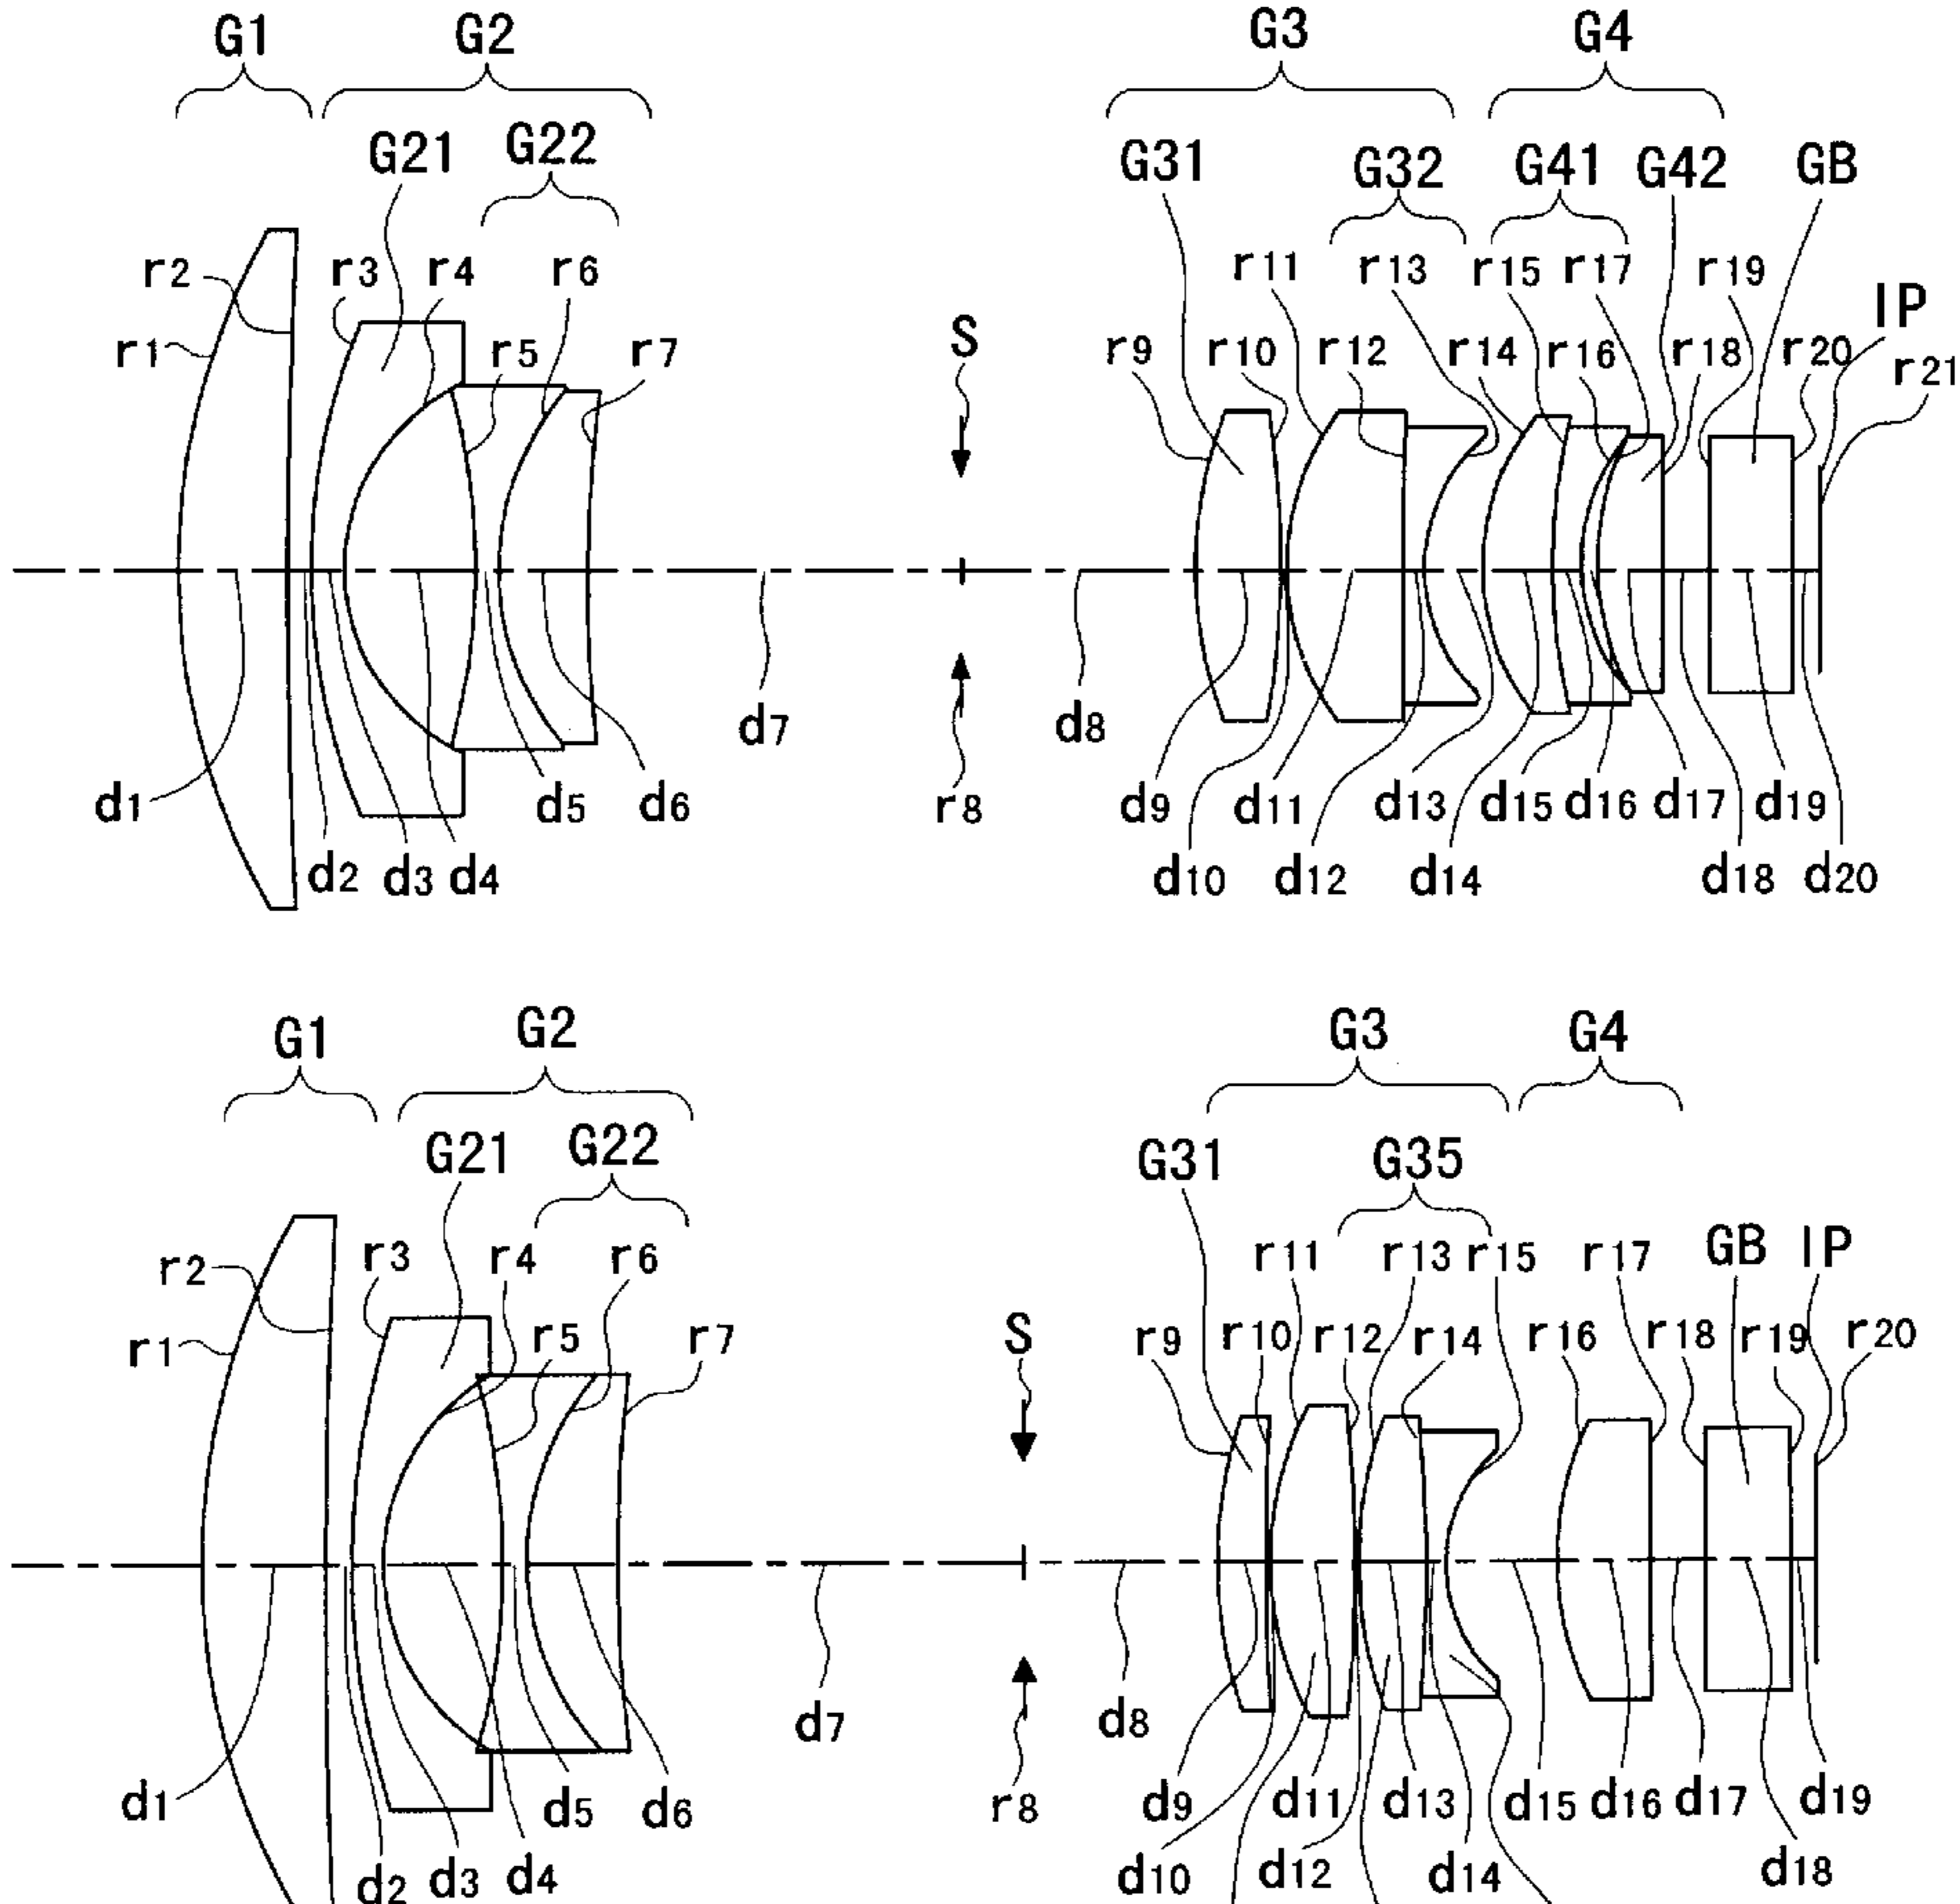 G1 G2 G3 G4
G21 G22 G31 G32 G41 G42 GB
r1 r2 r3 r4 r5 r6 r7 S r9 r10 r11 r12 r13 r14 r15 r16 r17 r18 r19 r20 IP r21
d1 d5 d6 d7 r8 d8 d9 d11 d13 d15 d16 d17 d19
d2 d3 d4 d10 d12 d14 d18 d20
G1 G2 G3 G4
G21 G22 G31 G35
r1 r2 r3 r4 r5 r6 r7 S r9 r10 r11 r12 r13 r14 r15 r16 r17 r18 GB r19 IP r20
d1 d5 d6 d7 r8 d8 d9 d11 d13 d15 d16 d17 d19
d2 d3 d4 d10 d12 d14 d18